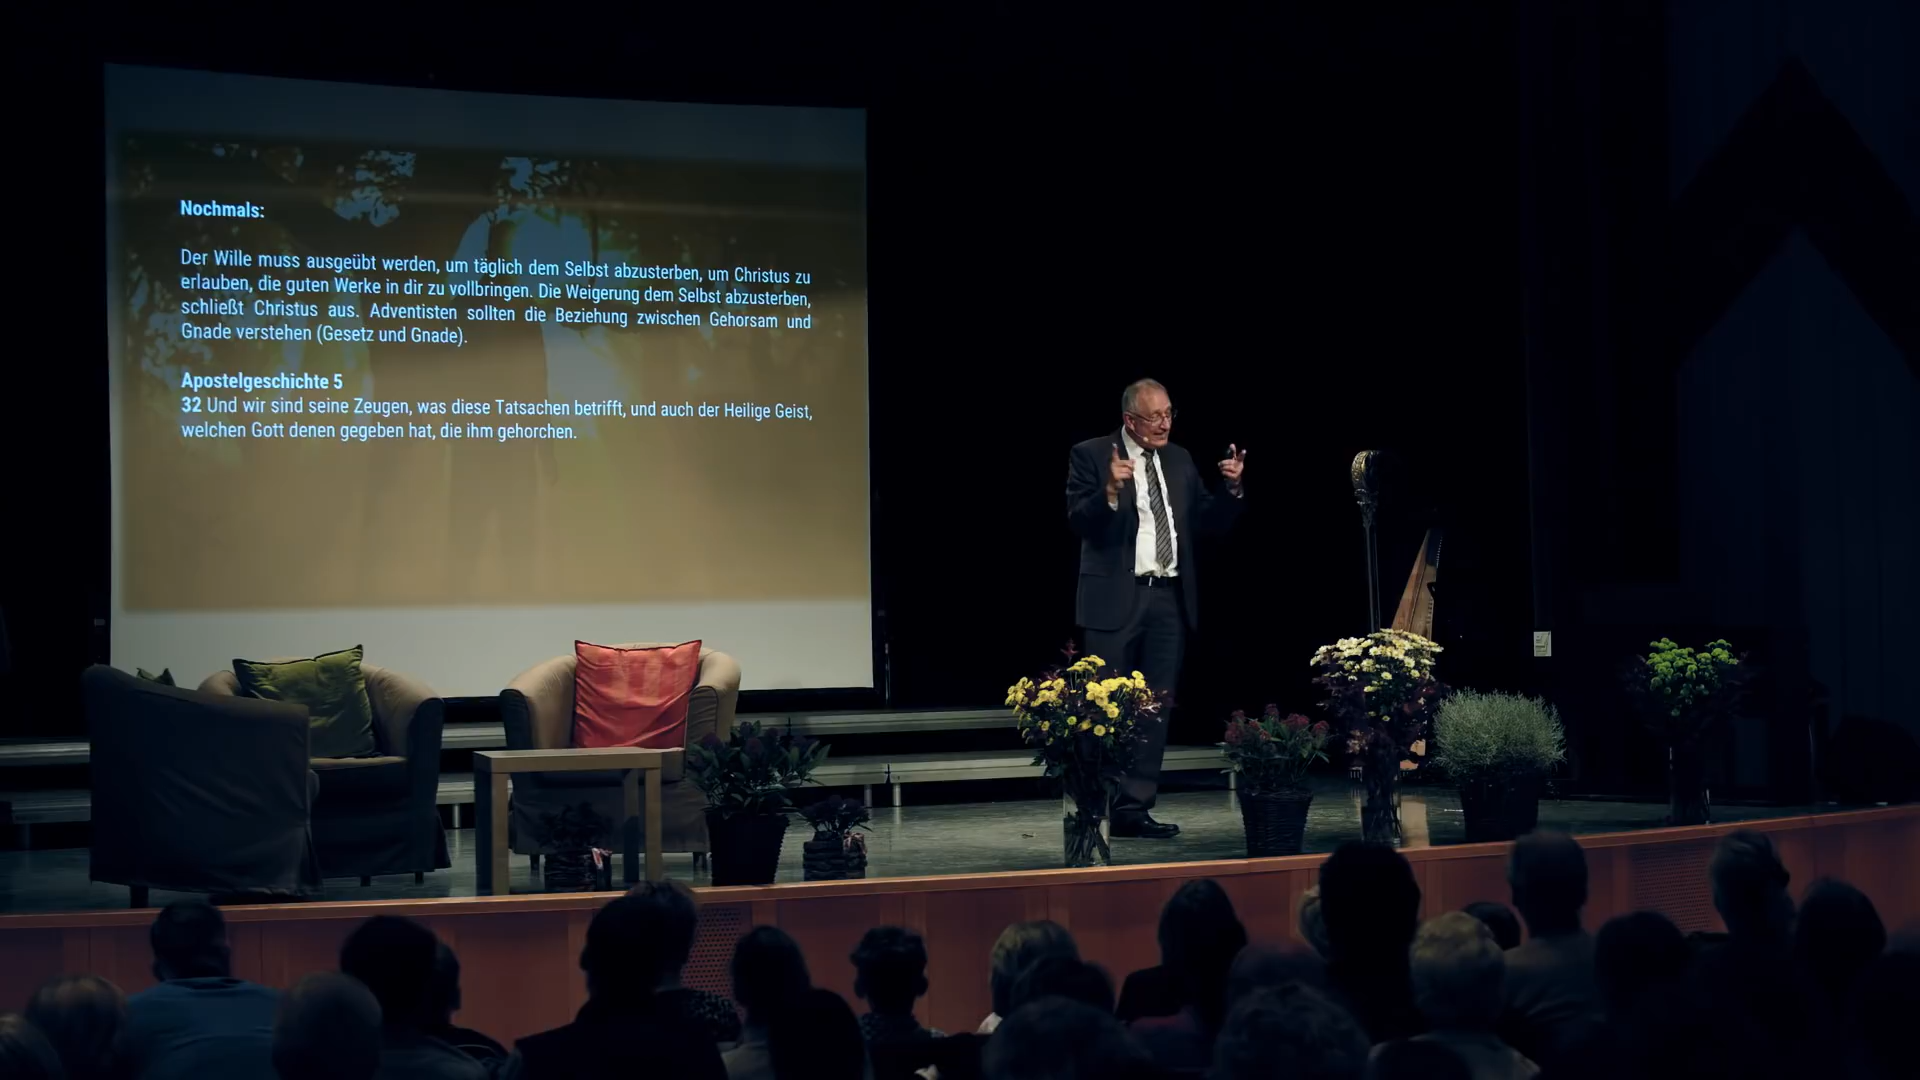 Nochmals:
Der Wille muss ausgeübt werden, um täglich dem Selbst abzusterben, um Christus zu
erlauben, die guten Werke in dir zu vollbringen. Die Weigerung dem Selbst abzusterben,
schließt Christus aus. Adventisten sollten die Beziehung zwischen Gehorsam und
Gnade verstehen (Gesetz und Gnade).
Apostelgeschichte 5
32 Und wir sind seine Zeugen, was diese Tatsachen betrifft, und auch der Heilige Geist,
welchen Gott denen gegeben hat, die ihm gehorchen.